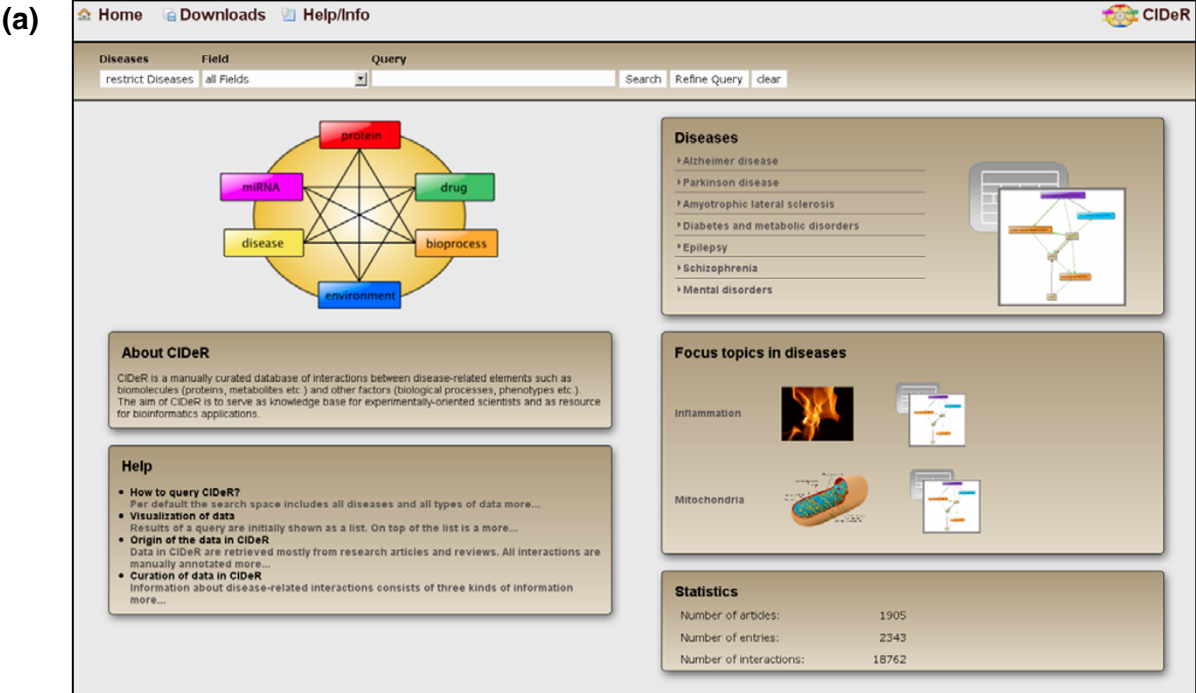 (a)
Home Downloads Help/Info CIDeR
Diseases Field Query
restrict Diseases all Fields Search Refine Query clear
protein
miRNA drug
disease bioprocess
environment
About CIDeR
CIDeR is a manually curated database of interactions between disease-related elements such as
biomolecules (proteins, metabolites etc.) and other factors (biological processes, phenotypes etc.).
The aim of CIDeR is to serve as knowledge base for experimentally-oriented scientists and as resource
for bioinformatics applications.
Help
• How to query CIDeR?
Per default the search space includes all diseases and all types of data more...
• Visualization of data
Results of a query are initially shown as a list. On top of the list is a more...
• Origin of the data in CIDeR
Data in CIDeR are retrieved mostly from research articles and reviews. All interactions are
manually annotated more...
• Curation of data in CIDeR
Information about disease-related interactions consists of three kinds of information
more...
Diseases
Alzheimer disease
Parkinson disease
Amyotrophic lateral sclerosis
Diabetes and metabolic disorders
Epilepsy
Schizophrenia
Mental disorders
Focus topics in diseases
Inflammation
Mitochondria
Statistics
Number of articles: 1905
Number of entries: 2343
Number of interactions: 18762